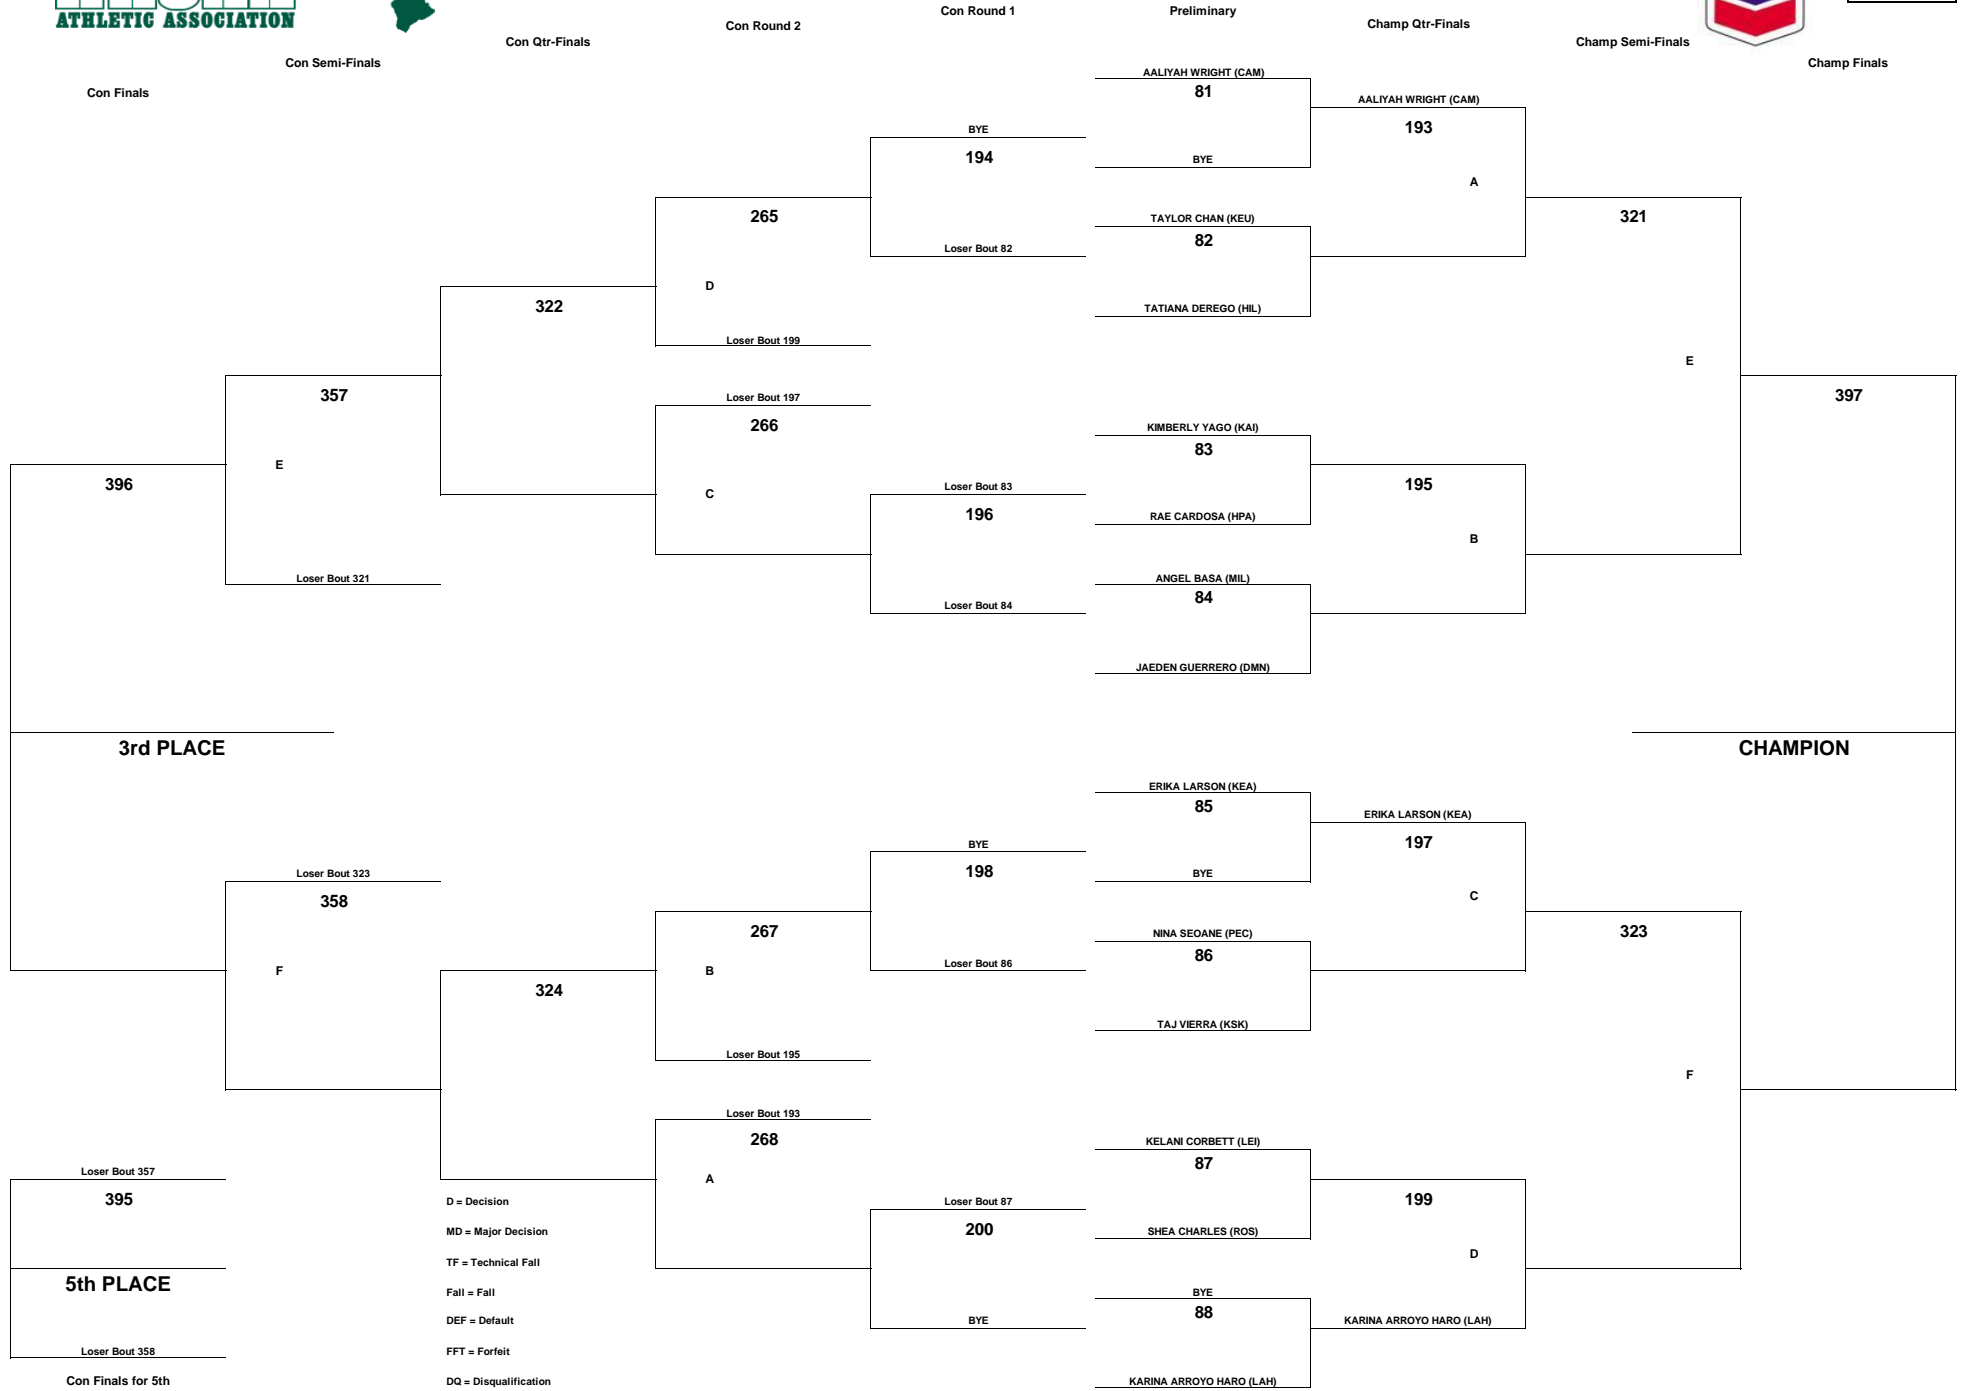 ATHLETIC ASSOCIATION
Con Finals
Con Semi-Finals
Con Qtr-Finals
Con Round 2
Con Round 1
Preliminary
Champ Qtr-Finals
Champ Semi-Finals
Champ Finals
AALIYAH WRIGHT (CAM)
81
BYE
AALIYAH WRIGHT (CAM)
193
A
BYE
194
Loser Bout 82
TAYLOR CHAN (KEU)
82
TATIANA DEREGO (HIL)
265
D
Loser Bout 199
321
E
322
Loser Bout 197
266
C
357
E
Loser Bout 321
397
396
KIMBERLY YAGO (KAI)
83
RAE CARDOSA (HPA)
195
B
Loser Bout 83
196
Loser Bout 84
ANGEL BASA (MIL)
84
JAEDEN GUERRERO (DMN)
3rd PLACE
CHAMPION
ERIKA LARSON (KEA)
85
BYE
ERIKA LARSON (KEA)
197
C
BYE
198
Loser Bout 86
Loser Bout 323
358
F
NINA SEOANE (PEC)
86
TAJ VIERRA (KSK)
267
B
Loser Bout 195
323
F
324
Loser Bout 193
268
A
KELANI CORBETT (LEI)
87
SHEA CHARLES (ROS)
199
D
Loser Bout 87
200
BYE
BYE
88
KARINA ARROYO HARO (LAH)
KARINA ARROYO HARO (LAH)
Loser Bout 357
395
5th PLACE
Loser Bout 358
Con Finals for 5th
D = Decision
MD = Major Decision
TF = Technical Fall
Fall = Fall
DEF = Default
FFT = Forfeit
DQ = Disqualification